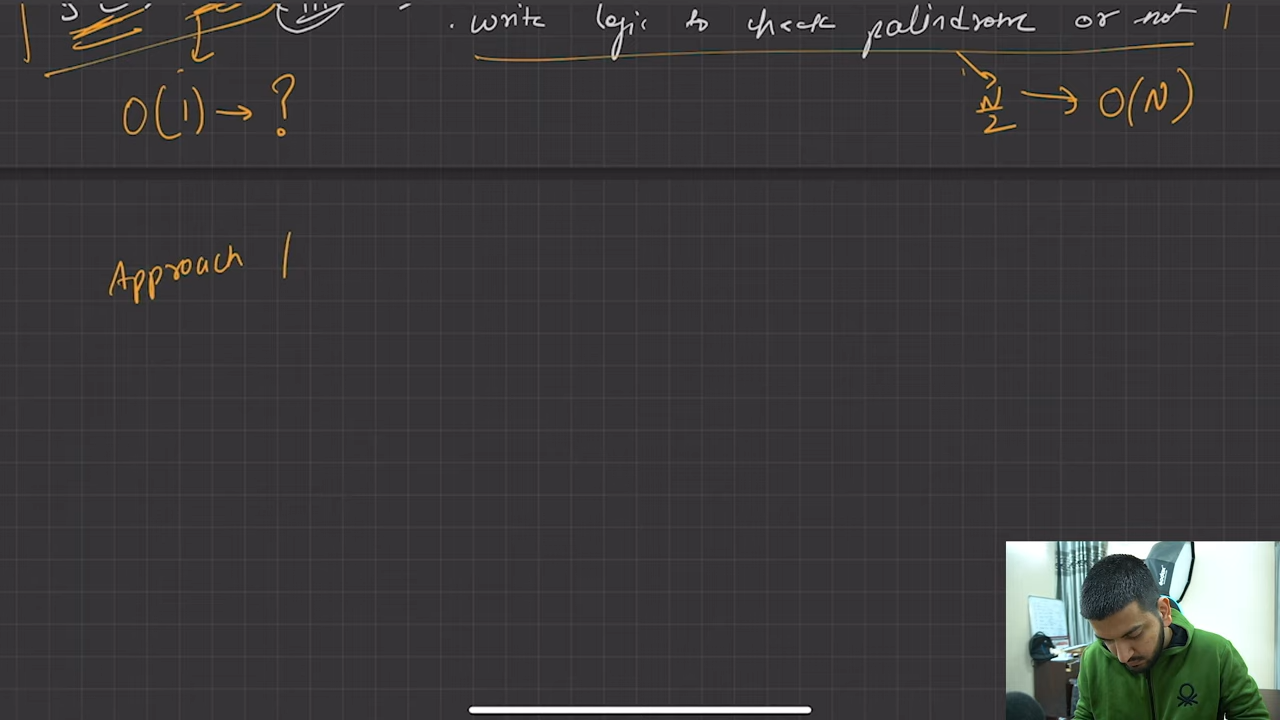 . write logic to check palindrome or not
O(1) → ?
N/2 → O(N)
Approach 1